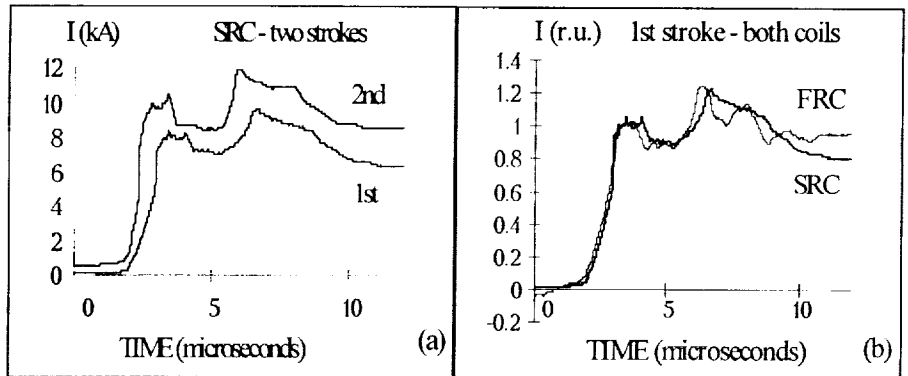 I (kA) SRC - two strokes
12
10
8
6
4
2
0
2nd
1st
0 5 10
TIME (microseconds) (a)
I (r.u.) 1st stroke - both coils
1.4
1.2
1
0.8
0.6
0.4
0.2
0
-0.2
FRC
SRC
0 5 10
TIME (microseconds) (b)